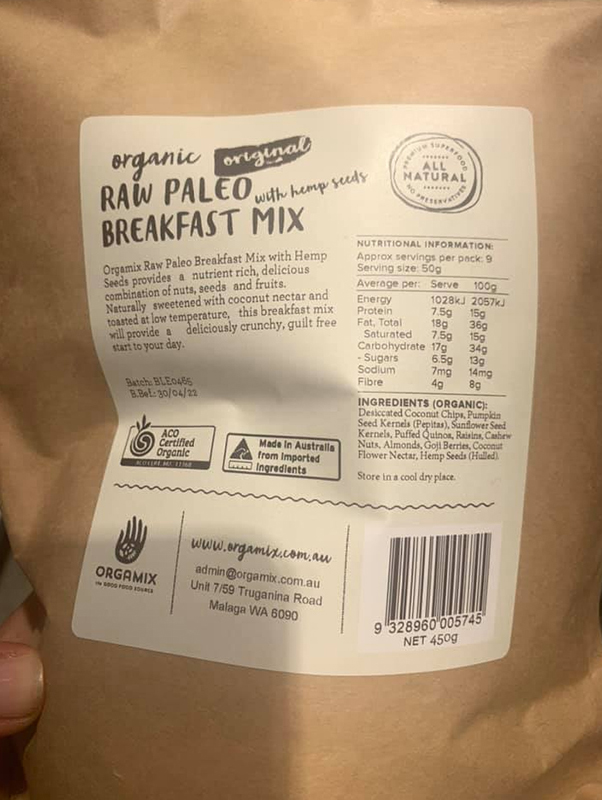 organic original
RAW PALEO with hemp seeds
BREAKFAST MIX
PREMIUM SUPERFOOD
ALL
NATURAL
NO PRESERVATIVES
Orgamix Raw Paleo Breakfast Mix with Hemp
Seeds provides a nutrient rich, delicious
combination of nuts, seeds and fruits.
Naturally sweetened with coconut nectar and
toasted at low temperature, this breakfast mix
will provide a deliciously crunchy, guilt free
start to your day.
Batch: BLE0465
B.Bef.: 30/04/22
ACO
Certified
Organic
Made in Australia
from Imported
Ingredients
NUTRITIONAL INFORMATION:
Approx servings per pack: 9
Serving size: 50g
Average per: Serve 100g
Energy 1028kJ 2057kJ
Protein 7.5g 15g
Fat, Total 18g 36g
Saturated 7.5g 15g
Carbohydrate 17g 34g
- Sugars 6.5g 13g
Sodium 7mg 14mg
Fibre 4g 8g
INGREDIENTS (ORGANIC):
Desiccated Coconut Chips, Pumpkin
Seed Kernels (Pepitas), Sunflower Seed
Kernels, Puffed Quinoa, Raisins, Cashew
Nuts, Almonds, Goji Berries, Coconut
Flower Nectar, Hemp Seeds (Hulled).
Store in a cool dry place.
ORGAMIX
THE GOOD FOOD SOURCE
www.orgamix.com.au
admin@orgamix.com.au
Unit 7/59 Truganina Road
Malaga WA 6090
9 328960 005745
NET 450g